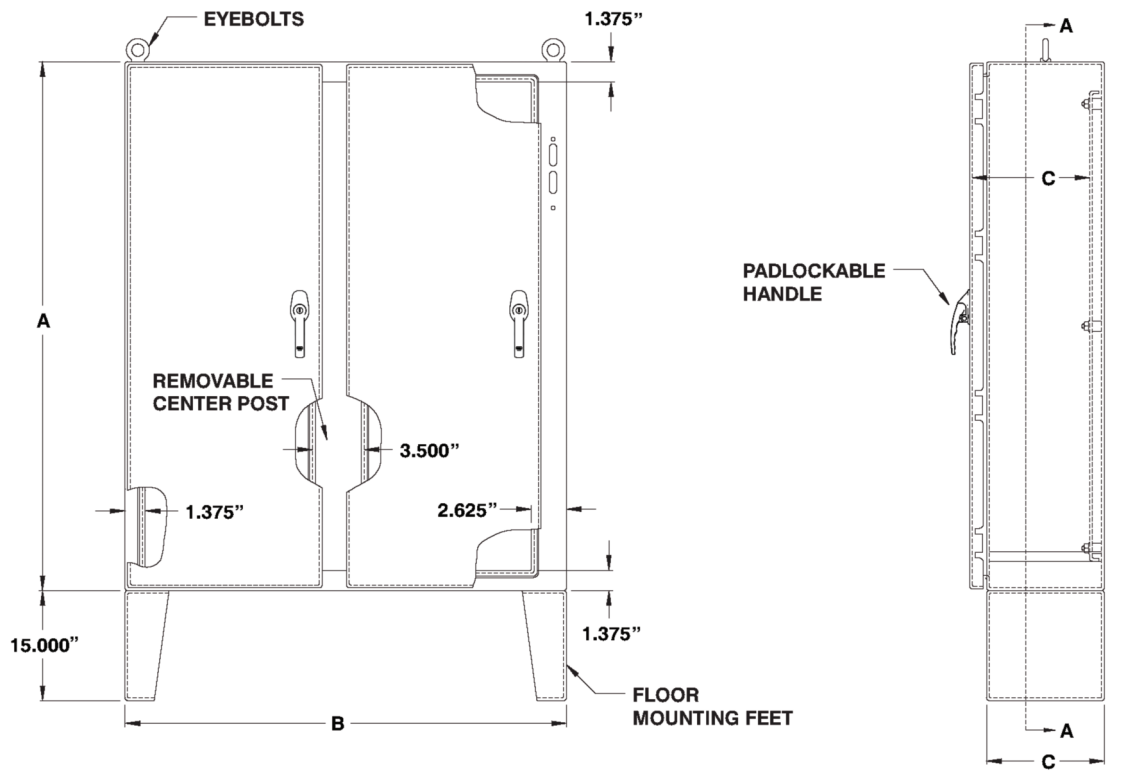 EYEBOLTS
1.375”
A
C
PADLOCKABLE
HANDLE
A
REMOVABLE
CENTER POST
3.500”
1.375”
2.625”
1.375”
15.000”
FLOOR
MOUNTING FEET
B
A
C